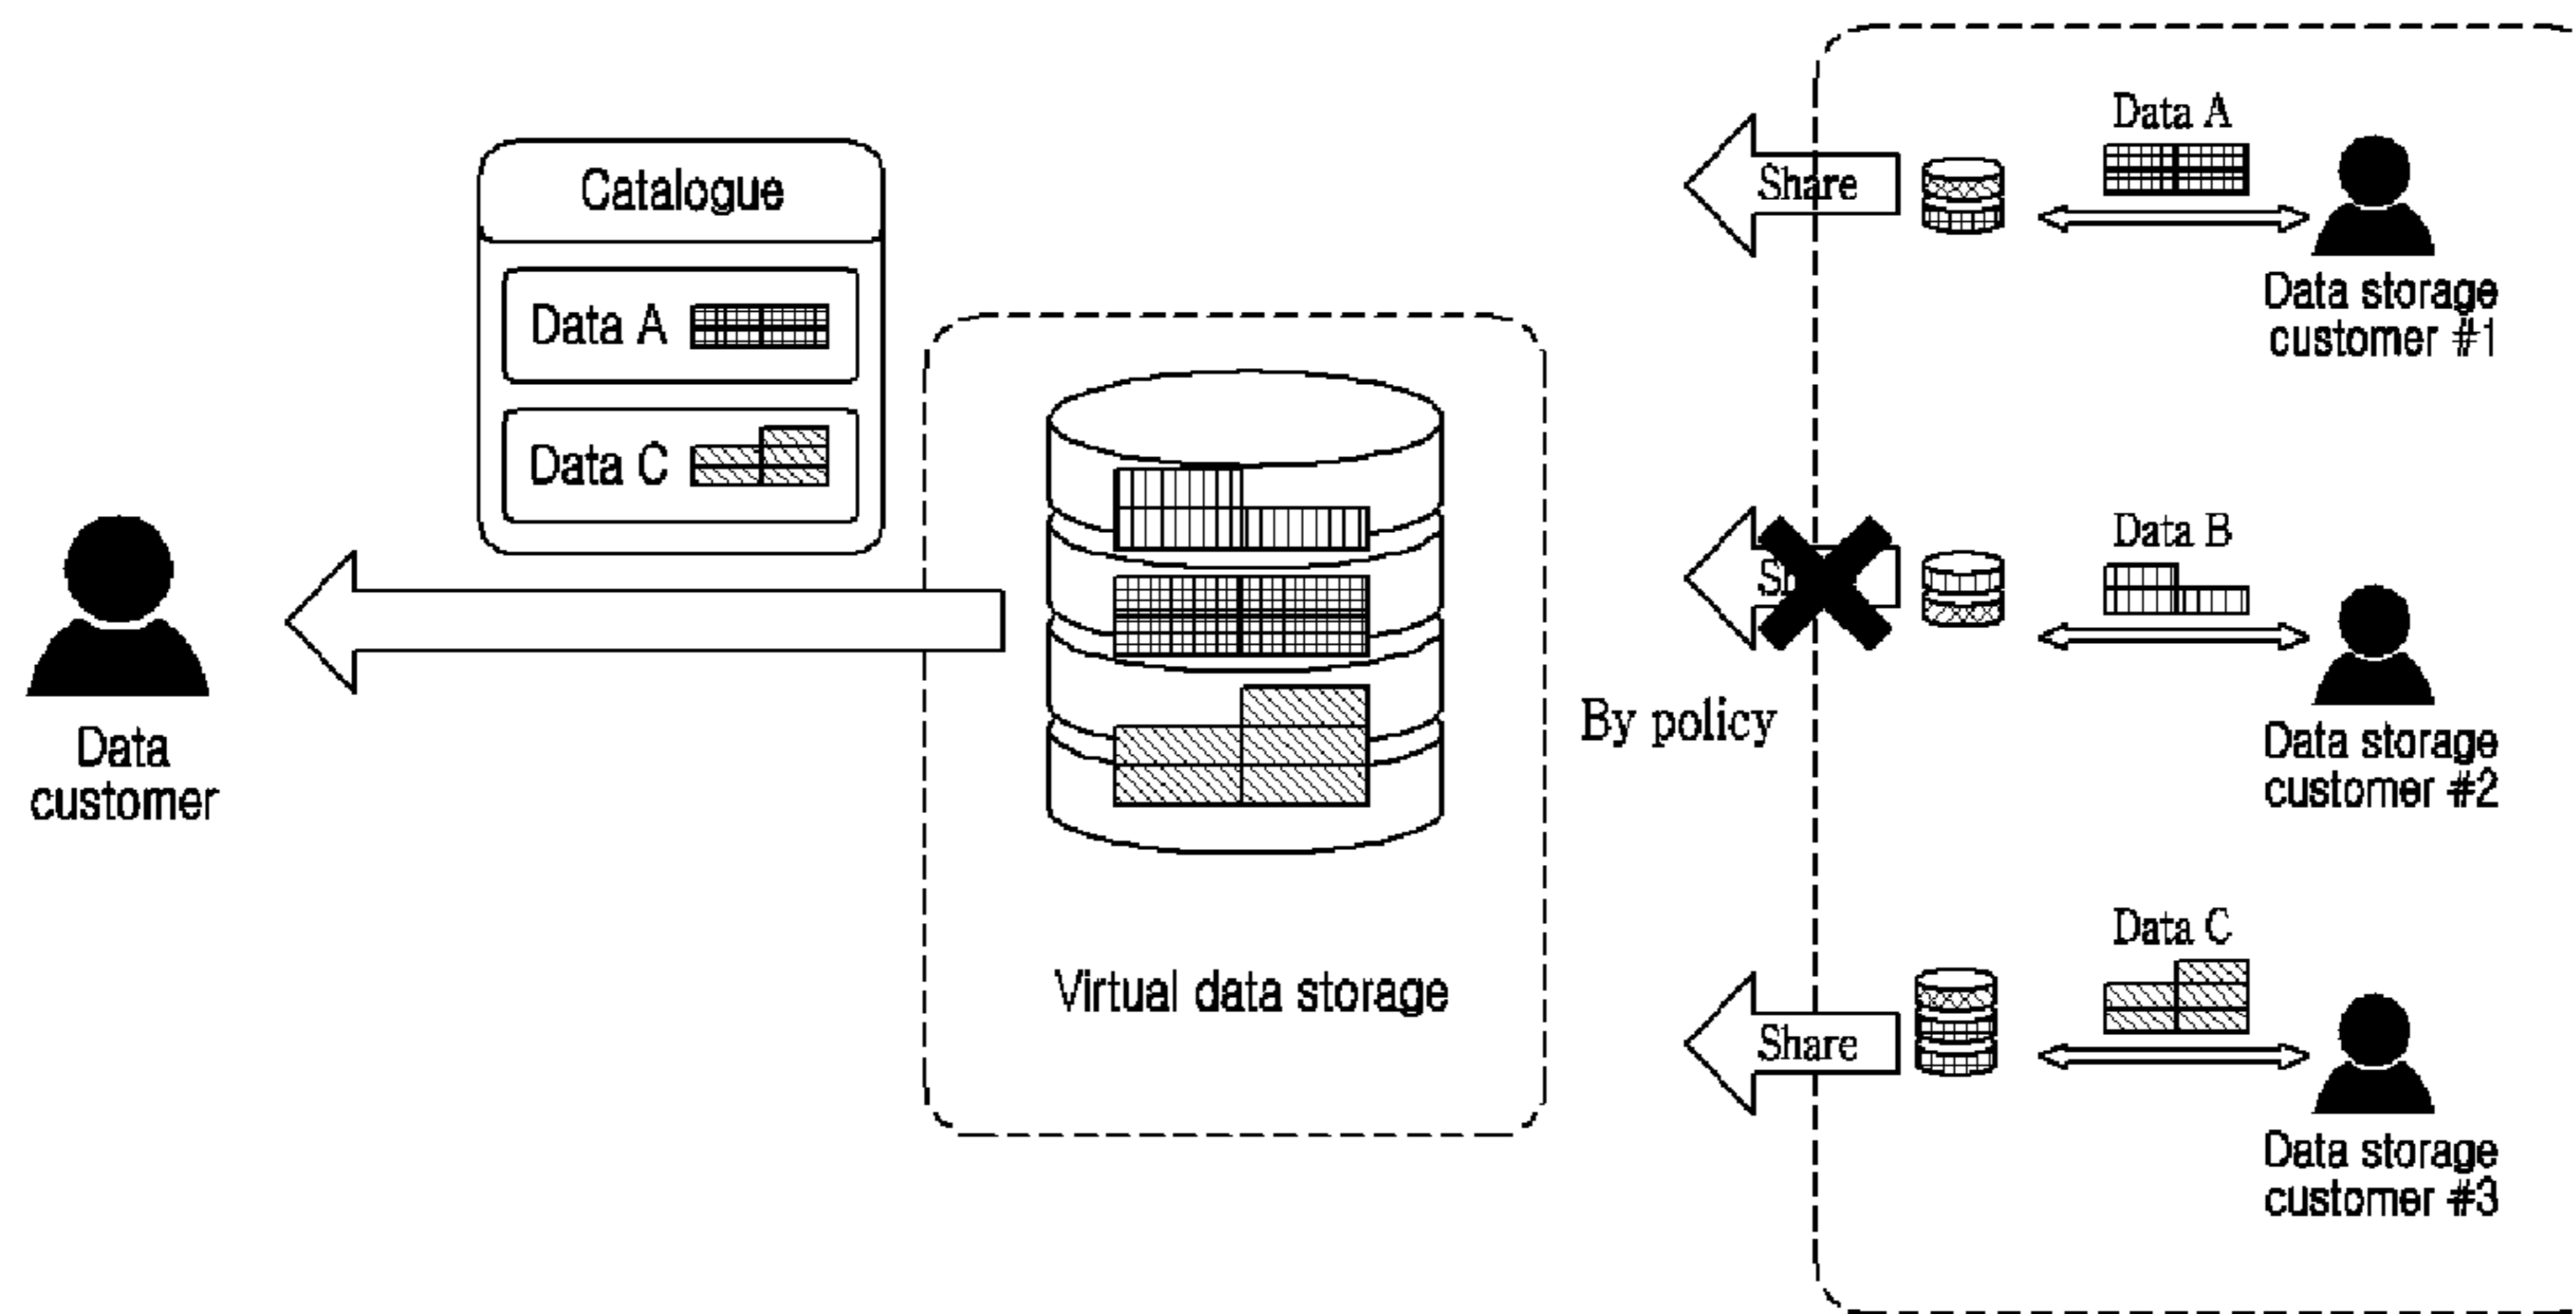 Catalogue
Data A
Data C
Data
customer
Virtual data storage
By policy
Share
Data A
Data storage
customer #1
Data B
Data storage
customer #2
Share
Data C
Data storage
customer #3